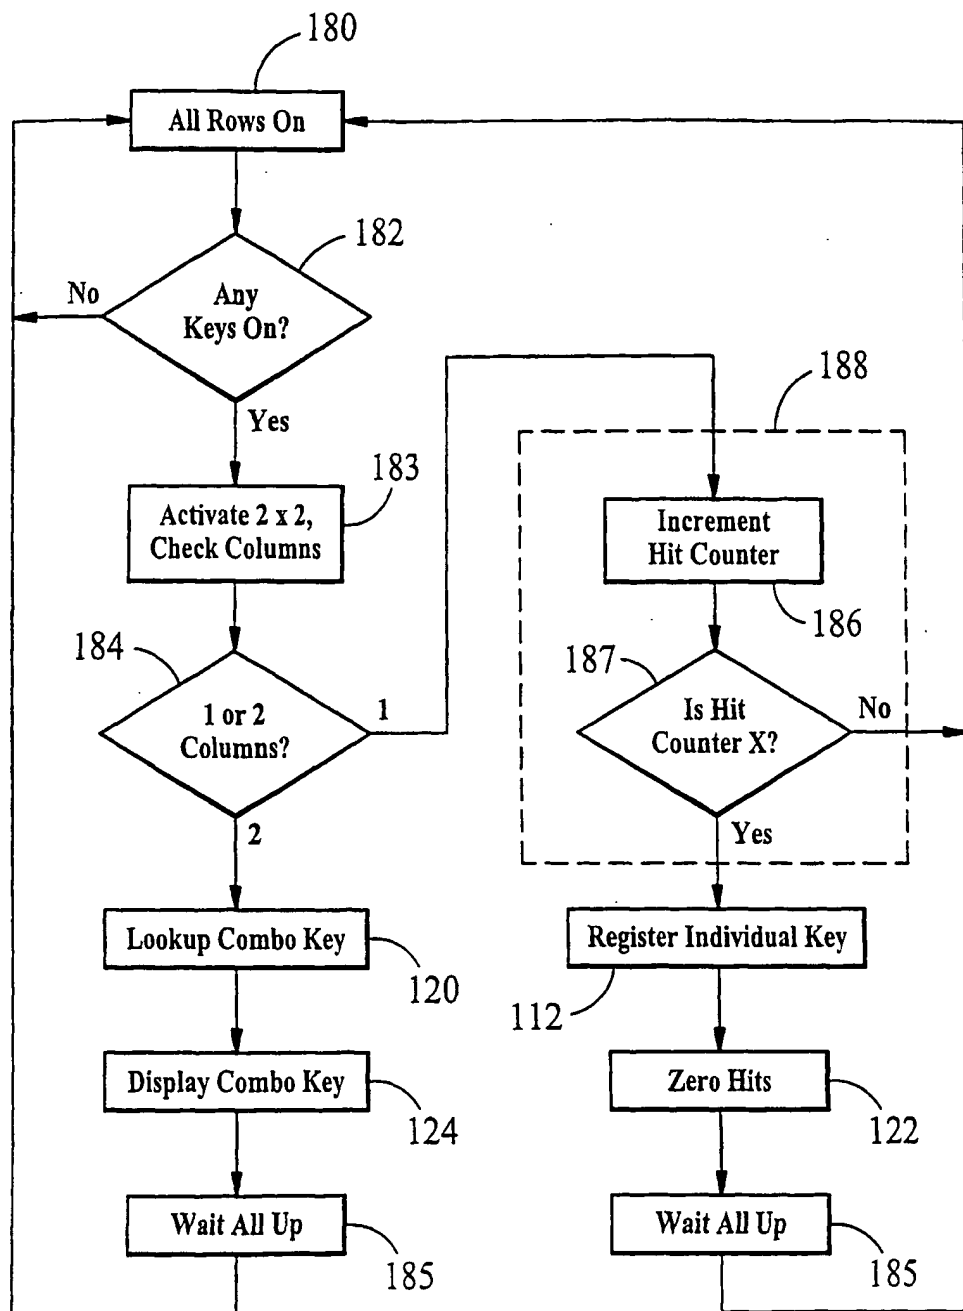 180
All Rows On
182
No
Any
Keys On?
Yes
188
183
Activate 2 x 2,
Check Columns
Increment
Hit Counter
186
184
1 or 2
Columns?
1
2
187
Is Hit
Counter X?
No
Yes
Lookup Combo Key
120
Register Individual Key
112
Display Combo Key
124
Zero Hits
122
Wait All Up
185
Wait All Up
185